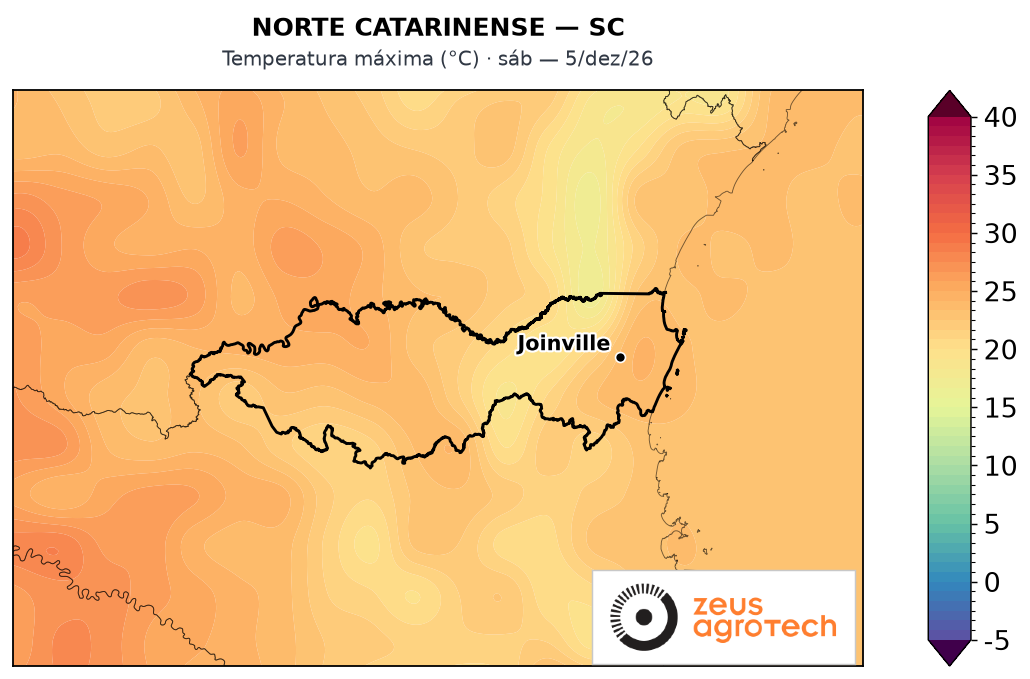 NORTE CATARINENSE — SC
Temperatura máxima (°C) · sáb — 5/dez/26
Joinville
40
35
30
25
20
15
10
5
0
-5
zeus
agrotech